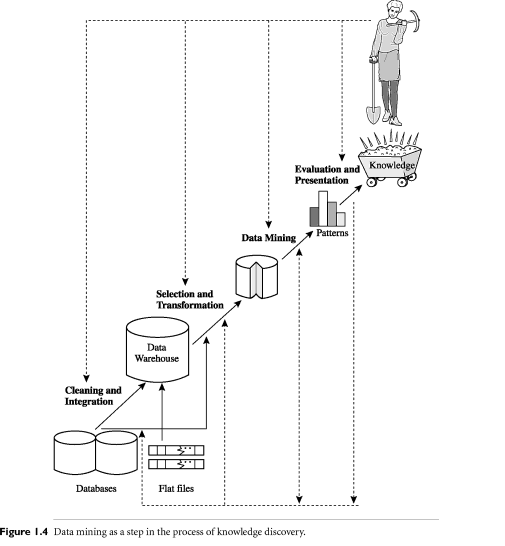 Evaluation and
Presentation
Knowledge
Patterns
Data Mining
Selection and
Transformation
Data
Warehouse
Cleaning and
Integration
Databases
Flat files
Figure 1.4 Data mining as a step in the process of knowledge discovery.